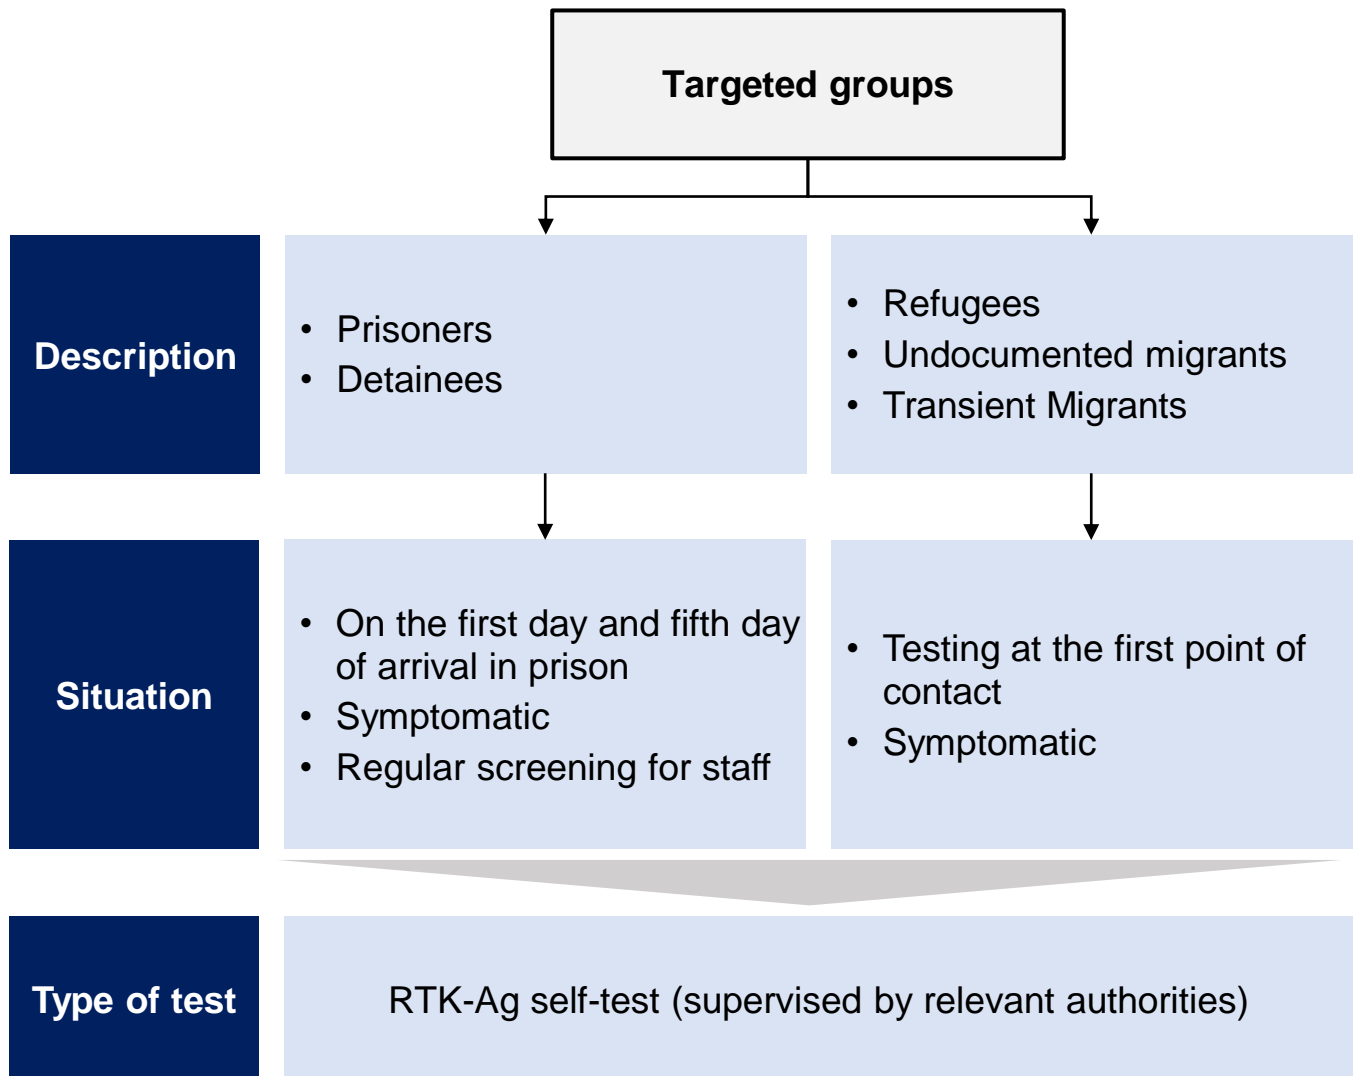 Targeted groups
Description
• Prisoners
• Detainees
• Refugees
• Undocumented migrants
• Transient Migrants
Situation
• On the first day and fifth day
of arrival in prison
• Symptomatic
• Regular screening for staff
• Testing at the first point of
contact
• Symptomatic
Type of test
RTK-Ag self-test (supervised by relevant authorities)